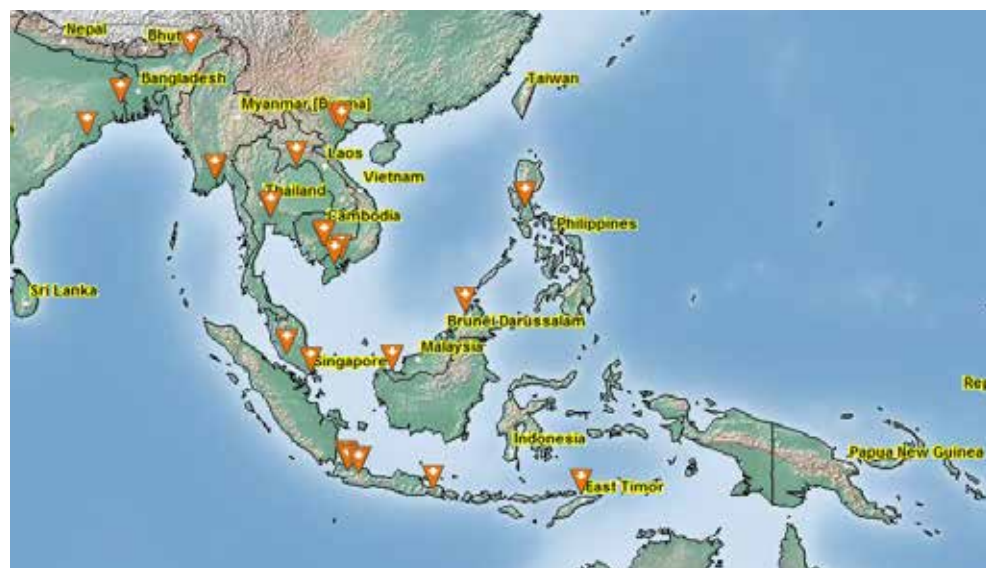 Nepal
Bhut
Bangladesh
Taiwan
Myanmar [B ma]
Laos
Vietnam
Thailand
Cambodia
Philippines
Sri Lanka
Brunei-Darussalam
Malaysia
Singapore
Rep
Indonesia
Papua New Guinea
East Timor